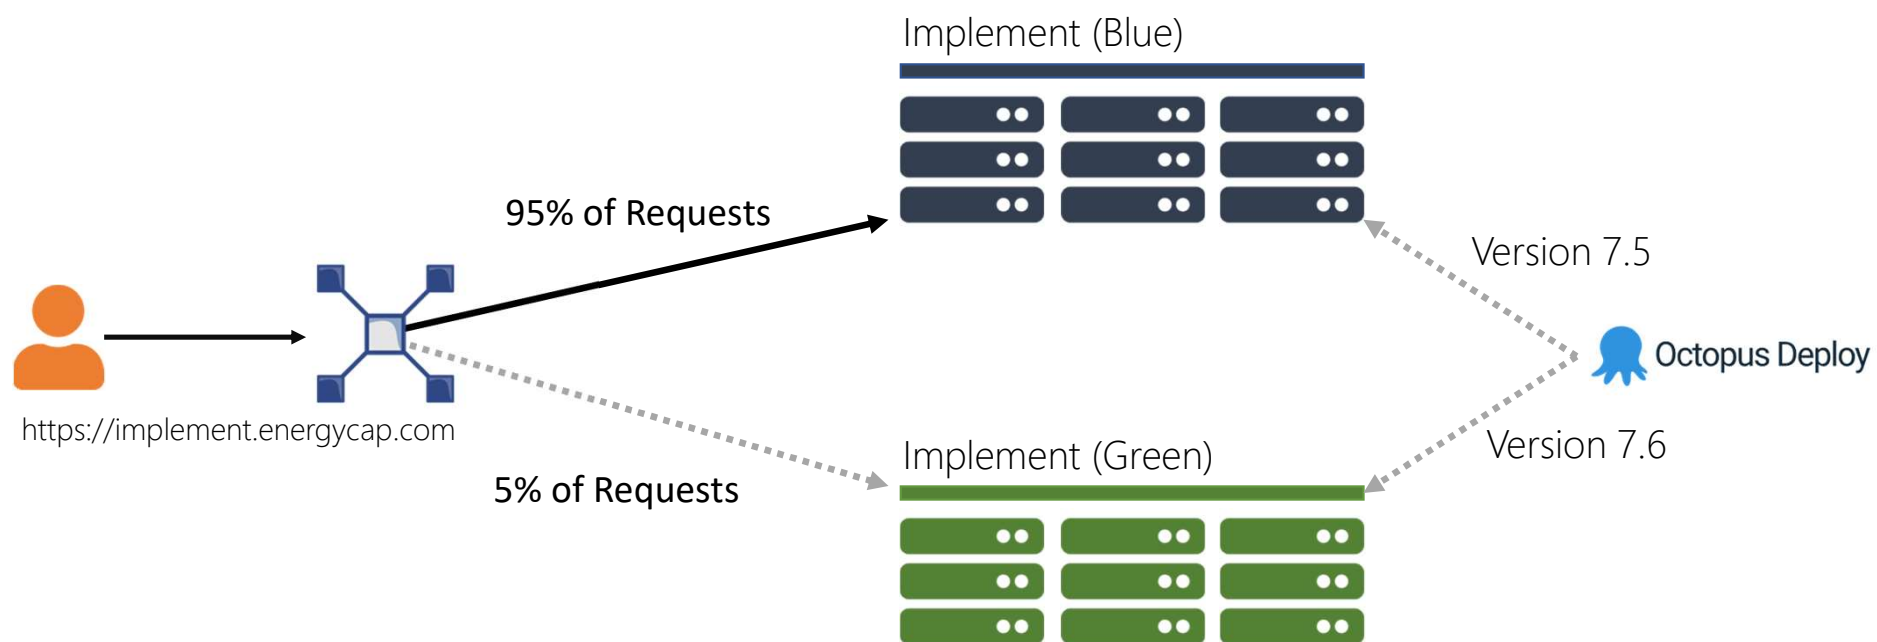 Implement (Blue)
95% of Requests
Version 7.5
Octopus Deploy
https://implement.energycap.com
Version 7.6
Implement (Green)
5% of Requests